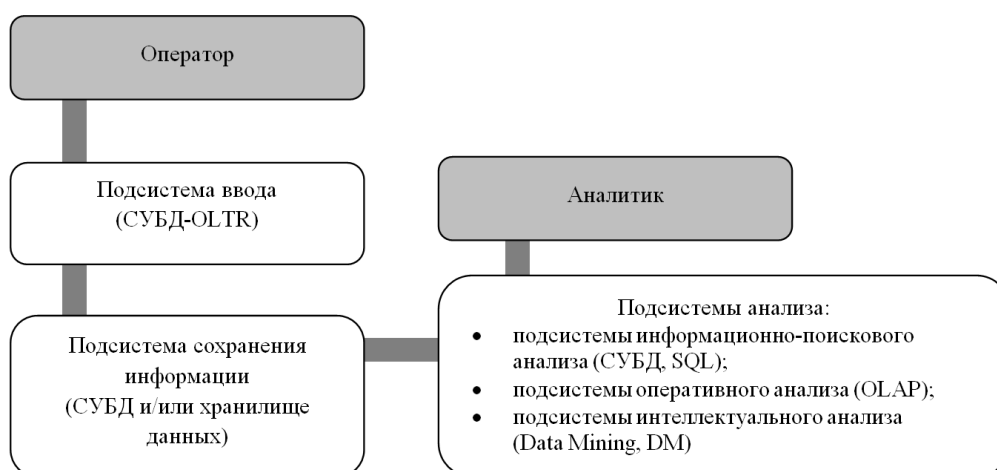 Оператор
Подсистема ввода
(СУБД-OLTR)
Подсистема сохранения
информации
(СУБД и/или хранилище
данных)
Аналитик
Подсистемы анализа:
• подсистемы информационно-поискового
анализа (СУБД, SQL);
• подсистемы оперативного анализа (OLAP);
• подсистемы интеллектуального анализа
(Data Mining, DM)